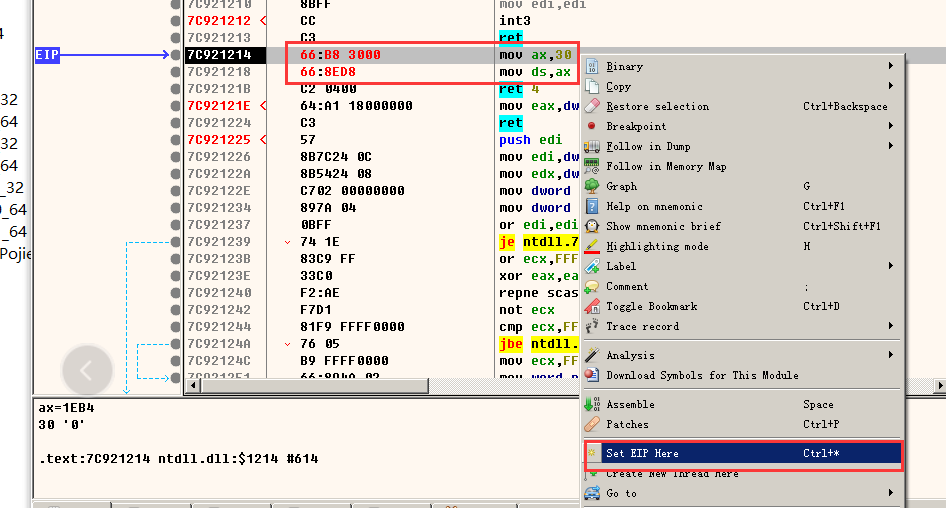 _32
_64
_32
_64
_32
_64
_64
Pojie
EIP
7C921210 8BFF mov edi,edi
7C921212 CC int3
7C921213 C3 ret
7C921214 66:B8 3000 mov ax,30
7C921218 66:8ED8 mov ds,ax
7C92121B C2 0400 ret 4
7C92121E 64:A1 18000000 mov eax,dw
7C921224 C3 ret
7C921225 57 push edi
7C921226 8B7C24 0C mov edi,dw
7C92122A 8B5424 08 mov edx,dw
7C92122E C702 00000000 mov dword
7C921234 897A 04 mov dword
7C921237 0BFF or edi,edi
7C921239 74 1E je ntdll.7
7C92123B 83C9 FF or ecx,FFF
7C92123E 33C0 xor eax,ea
7C921240 F2:AE repne scas
7C921242 F7D1 not ecx
7C921244 81F9 FFFF0000 cmp ecx,FF
7C92124A 76 05 jbe ntdll.
7C92124C B9 FFFF0000 mov ecx,FF
Binary
Copy
Restore selection Ctrl+Backspace
Breakpoint
Follow in Dump
Follow in Memory Map
Graph G
Help on mnemonic Ctrl+F1
Show mnemonic brief Ctrl+Shift+F1
Highlighting mode H
Label
Comment ;
Toggle Bookmark Ctrl+D
Trace record
Analysis
Download Symbols for This Module
Assemble Space
Patches Ctrl+P
Set EIP Here Ctrl+*
Create New Thread Here
Go to
ax=1EB4
30 '0'
.text:7C921214 ntdll.dll:$1214 #614